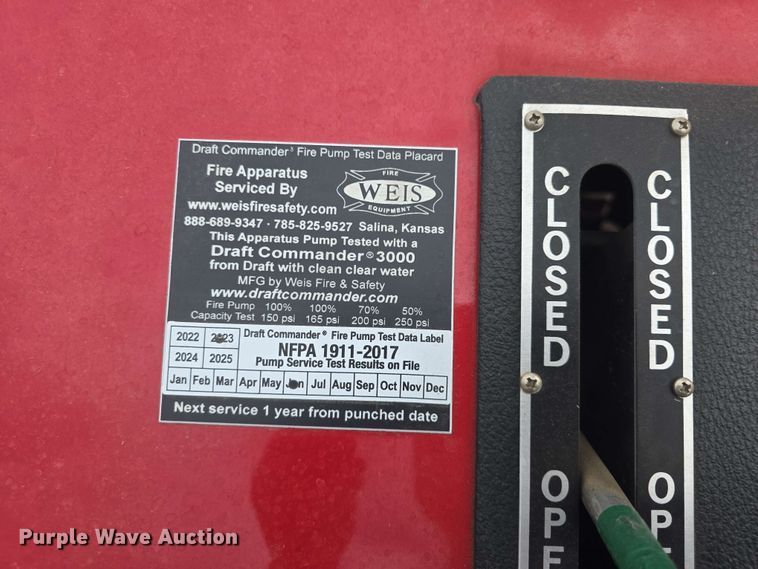 Draft Commander³ Fire Pump Test Data Placard
Fire Apparatus
Serviced By
FIRE
WEIS
EQUIPMENT
www.weisfiresafety.com
888-689-9347 · 785-825-9527 Salina, Kansas
This Apparatus Pump Tested with a
Draft Commander® 3000
from Draft with clean clear water
MFG by Weis Fire & Safety
www.draftcommander.com
Fire Pump 100% 100% 70% 50%
Capacity Test 150 psi 165 psi 200 psi 250 psi
2022 2023 Draft Commander® Fire Pump Test Data Label
NFPA 1911-2017
2024 2025 Pump Service Test Results on File
Jan Feb Mar Apr May Jun Jul Aug Sep Oct Nov Dec
Next service 1 year from punched date
CLOSED
CLOSED
OPE
OPE
Purple Wave Auction